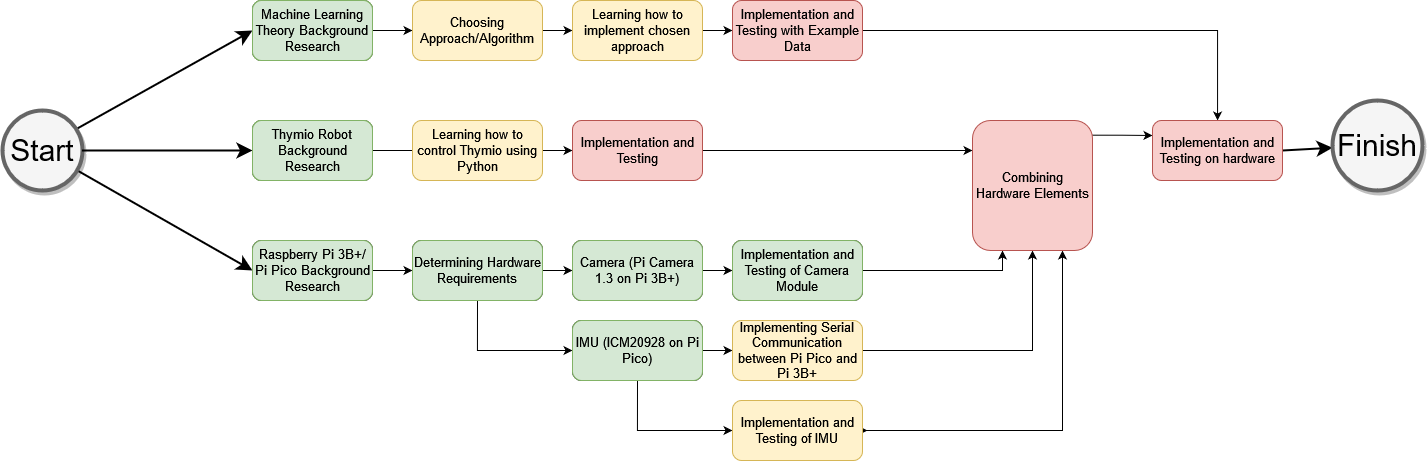 Start
Machine Learning
Theory Background
Research
Choosing
Approach/Algorithm
Learning how to
implement chosen
approach
Implementation and
Testing with Example
Data
Thymio Robot
Background
Research
Learning how to
control Thymio using
Python
Implementation and
Testing
Raspberry Pi 3B+/
Pi Pico Background
Research
Determining Hardware
Requirements
Camera (Pi Camera
1.3 on Pi 3B+)
Implementation and
Testing of Camera
Module
IMU (ICM20928 on Pi
Pico)
Implementing Serial
Communication
between Pi Pico and
Pi 3B+
Implementation and
Testing of IMU
Combining
Hardware Elements
Implementation and
Testing on hardware
Finish